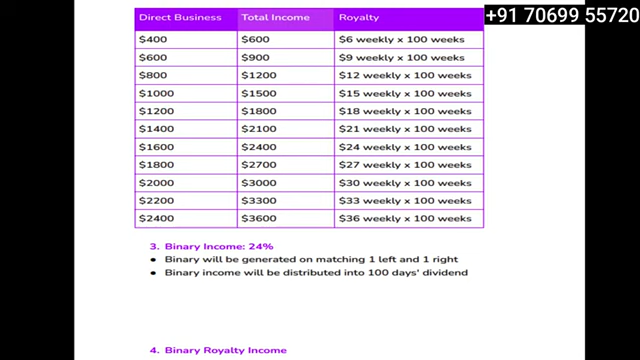 +91 70699 55720
Direct Business Total Income Royalty
$400 $600 $6 weekly x 100 weeks
$600 $900 $9 weekly x 100 weeks
$800 $1200 $12 weekly x 100 weeks
$1000 $1500 $15 weekly x 100 weeks
$1200 $1800 $18 weekly x 100 weeks
$1400 $2100 $21 weekly x 100 weeks
$1600 $2400 $24 weekly x 100 weeks
$1800 $2700 $27 weekly x 100 weeks
$2000 $3000 $30 weekly x 100 weeks
$2200 $3300 $33 weekly x 100 weeks
$2400 $3600 $36 weekly x 100 weeks
3. Binary Income: 24%
● Binary will be generated on matching 1 left and 1 right
● Binary income will be distributed into 100 days' dividend
4. Binary Royalty Income